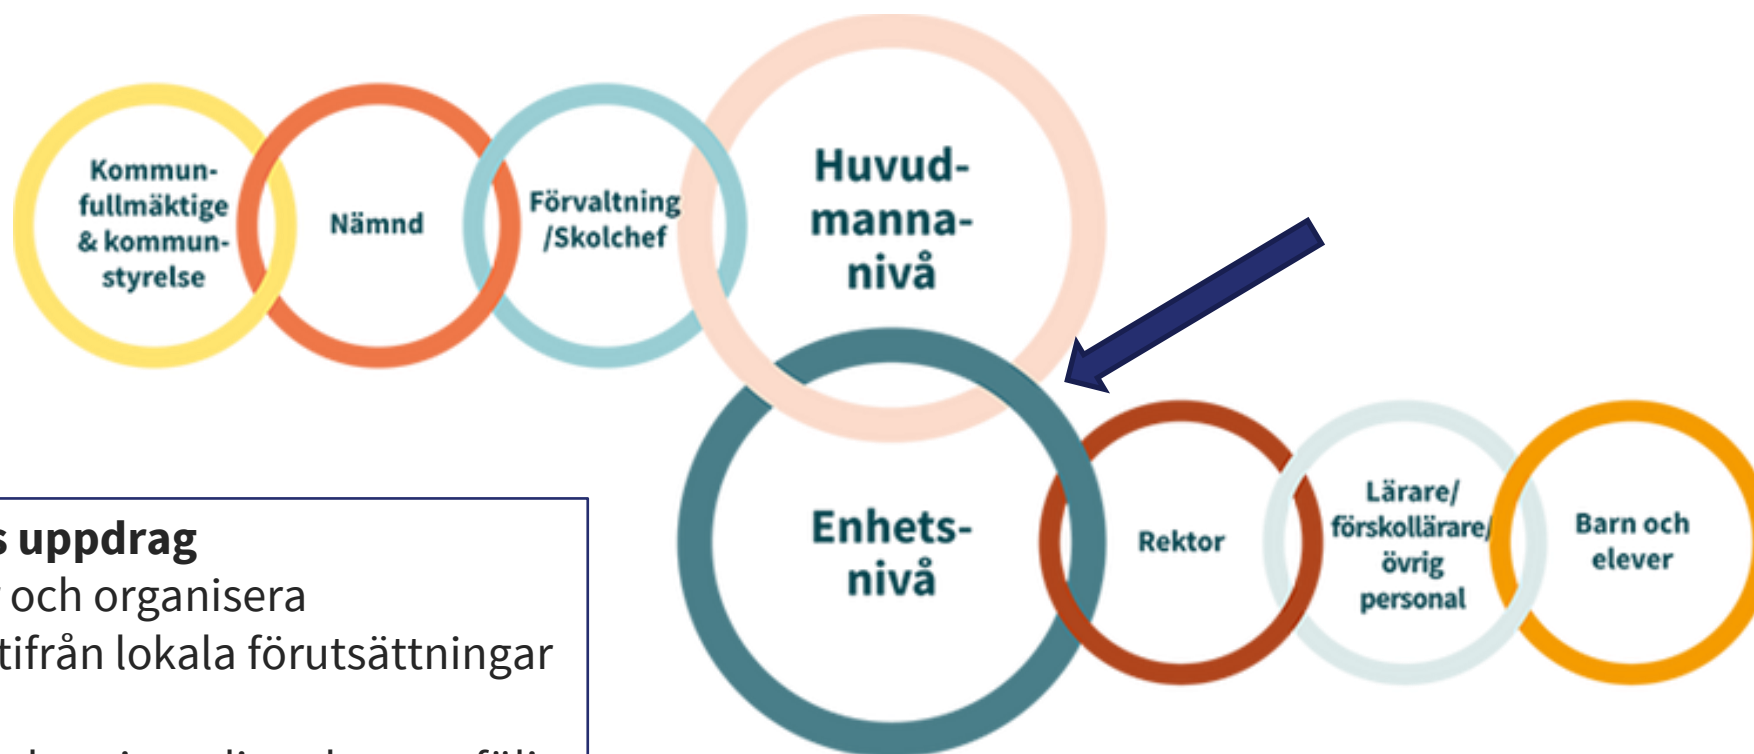 Kommun-
fullmäktige
& kommun-
styrelse
Nämnd
Förvaltning
/Skolchef
Huvud-
manna-
nivå
Enhets-
nivå
Rektor
Lärare/
förskollärare/
övrig
personal
Barn och
elever
s uppdrag
och organisera
tifrån lokala förutsättningar